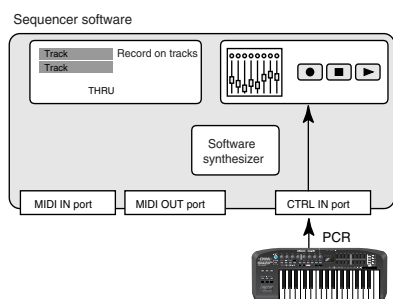 Sequencer software
Track
Record on tracks
Track
THRU
Software
synthesizer
MIDI IN port
MIDI OUT port
CTRL IN port
PCR